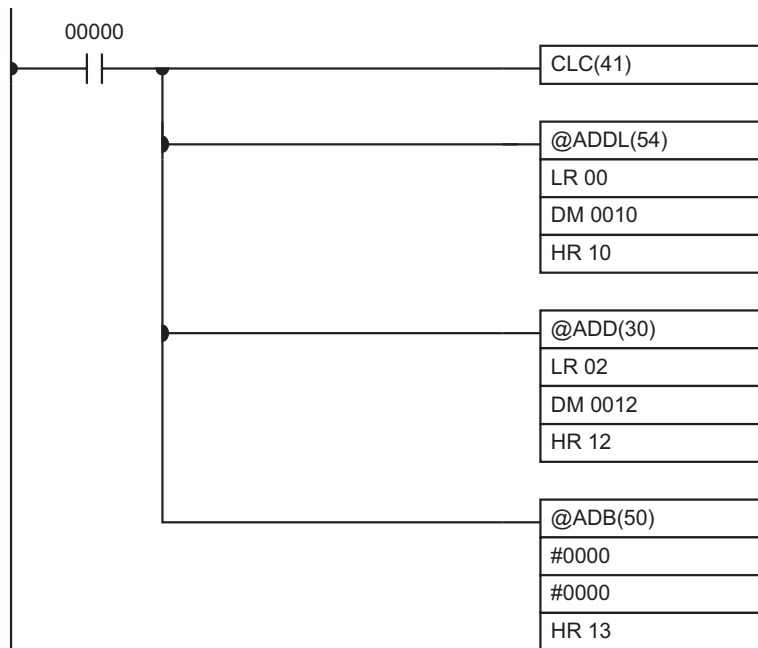 00000
CLC(41)
@ADDL(54)
LR 00
DM 0010
HR 10
@ADD(30)
LR 02
DM 0012
HR 12
@ADB(50)
#0000
#0000
HR 13